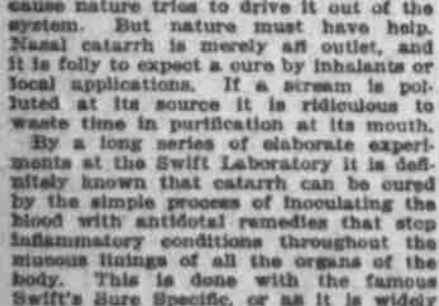 cause nature tries to drive it out of the
system. But nature must have help.
Nasal catarrh is merely an outlet, and
it is folly to expect a cure by inhalants or
local applications. If a stream is pol-
luted at its source it is ridiculous to
waste time in purification at its mouth.
By a long series of elaborate experi-
ments at the Swift Laboratory it is defi-
nitely known that catarrh can be cured
by the simple process of inoculating the
blood with antidotal remedies that stop
inflammatory conditions throughout the
mucous linings of all the organs of the
body. This is done with the famous
Swift's Sure Specific, or as it is widely